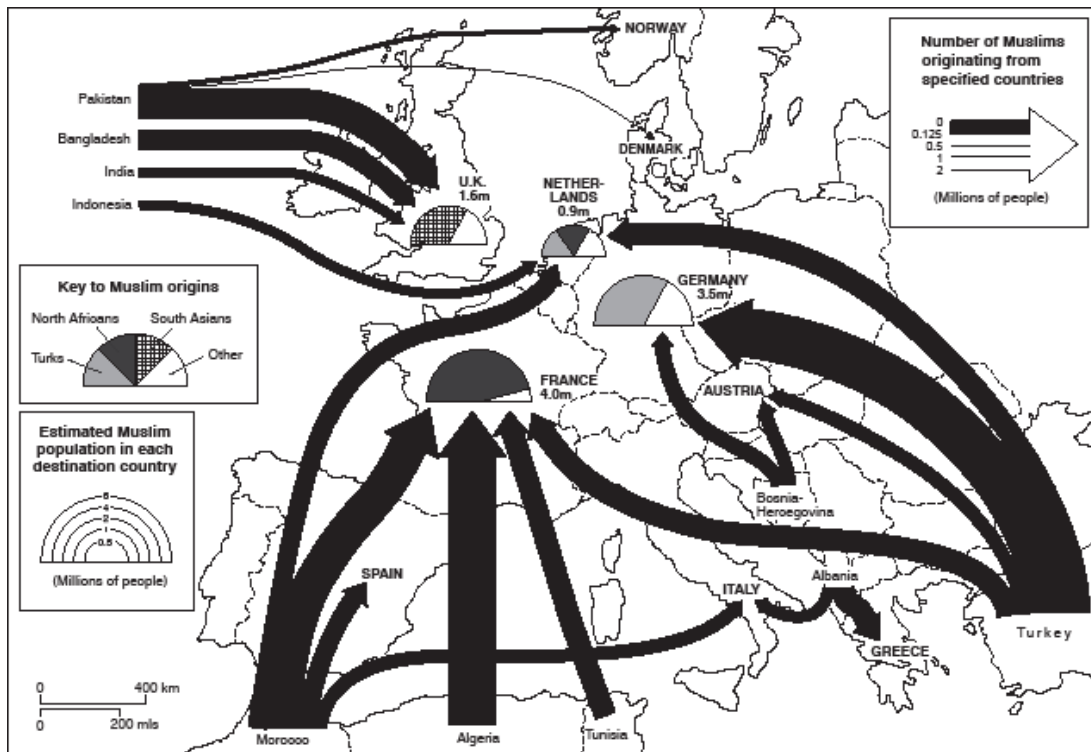 NORWAY
Number of Muslims
originating from
specified countries
0
0.125
0.5
1
2
(Millions of people)
Pakistan
Bangladesh
India
Indonesia
DENMARK
U.K.
1.6m
NETHER-
LANDS
0.9m
GERMANY
3.5m
Key to Muslim origins
North Africans
South Asians
Turks
Other
FRANCE
4.0m
AUSTRIA
Estimated Muslim
population in each
destination country
6
4
2
1
0.5
(Millions of people)
Bosnia-
Hercegovina
SPAIN
ITALY
Albania
GREECE
Turkey
0
400 km
0
200 mls
Morocco
Algeria
Tunisia